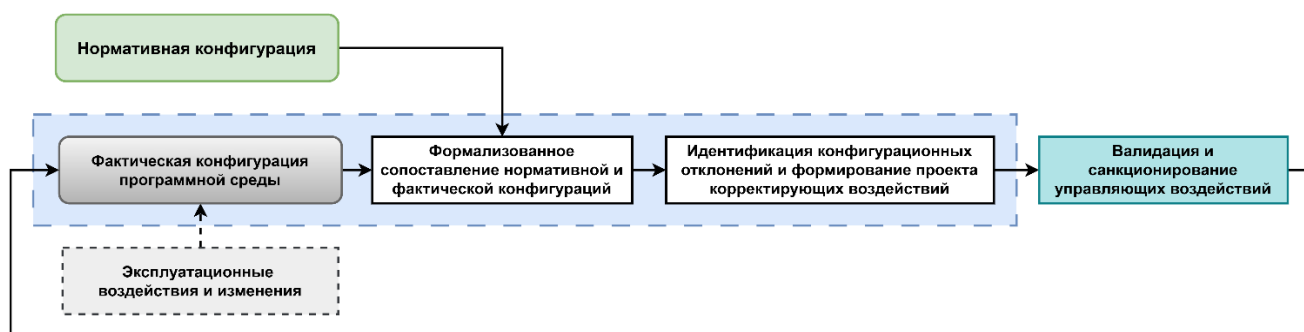 Нормативная конфигурация
Фактическая конфигурация
программной среды
Формализованное
сопоставление нормативной и
фактической конфигураций
Идентификация конфигурационных
отклонений и формирование проекта
корректирующих воздействий
Валидация и
санкционирование
управляющих воздействий
Эксплуатационные
воздействия и изменения